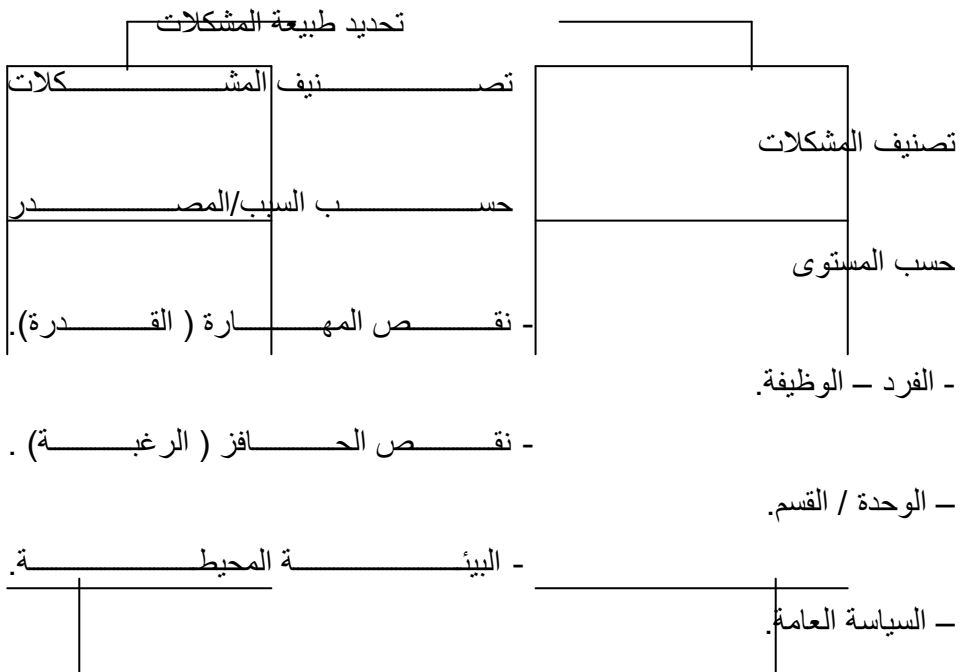 تحديد طبيعة المشكلات
تصنيف المشكلات
تصنيف المشكلات
حسب السبب/المصدر
حسب المستوى
- نقص المهارة ( القدرة).
- الفرد – الوظيفة.
- نقص الحافز ( الرغبة) .
– الوحدة / القسم.
- البيئة المحيطة.
– السياسة العامة.